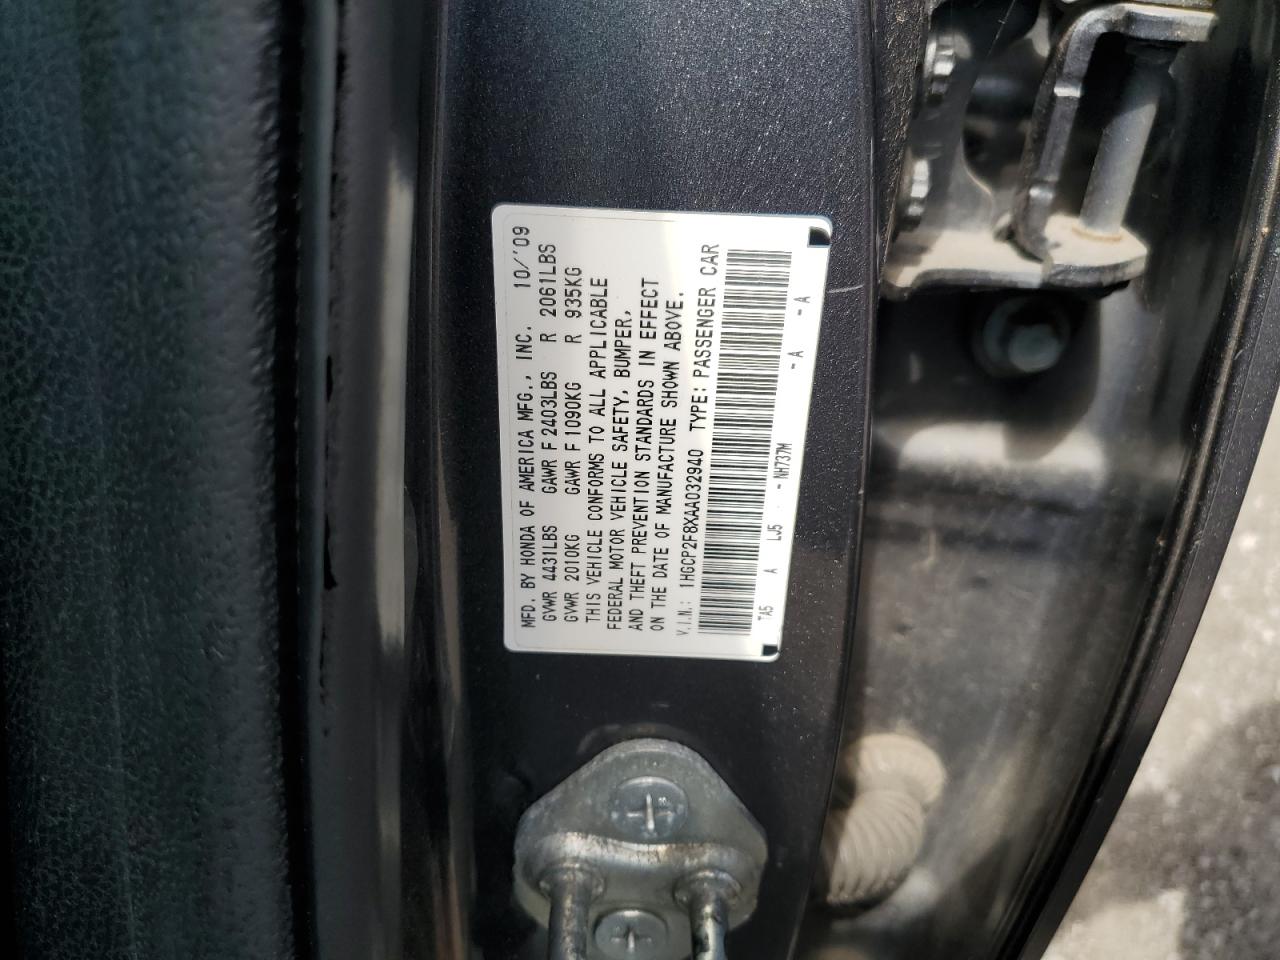 MFD. BY HONDA OF AMERICA MFG., INC. 10/'09
GVWR 4431LBS GAWR F 2403LBS R 2061LBS
GVWR 2010KG GAWR F 1090KG R 935KG
THIS VEHICLE CONFORMS TO ALL APPLICABLE
FEDERAL MOTOR VEHICLE SAFETY, BUMPER,
AND THEFT PREVENTION STANDARDS IN EFFECT
ON THE DATE OF MANUFACTURE SHOWN ABOVE.
V.I.N.: 1HGCP2F8XAA032940 TYPE: PASSENGER CAR
TA5 A LJ5 - NH737M - A - A